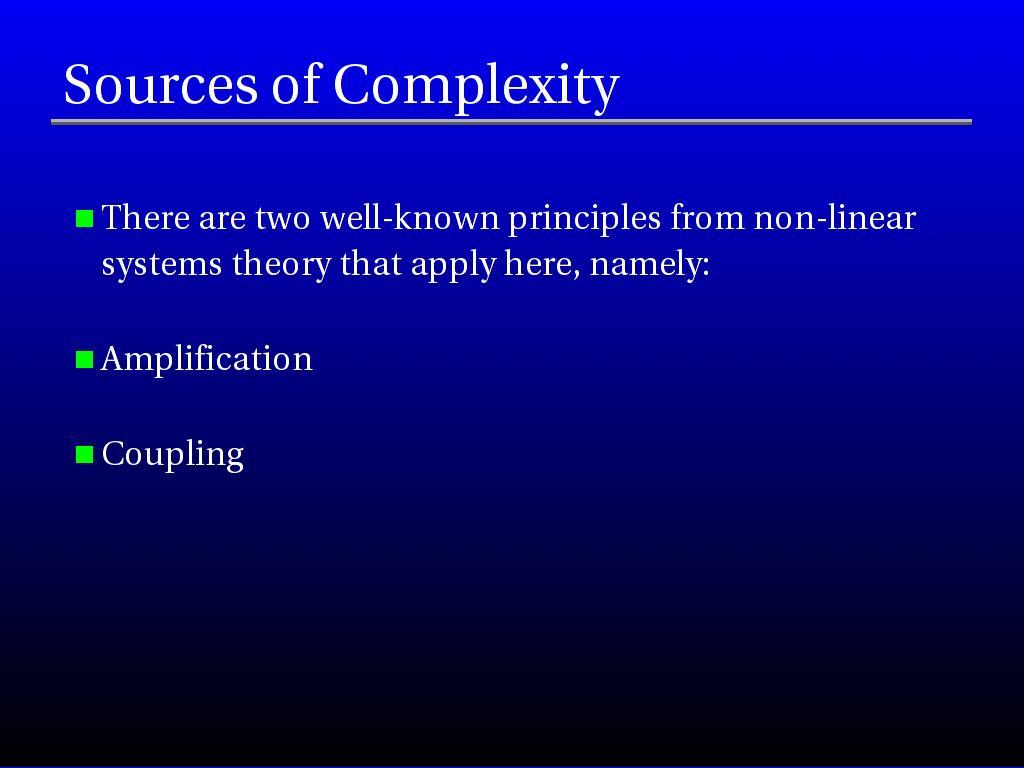 Sources of Complexity
There are two well-known principles from non-linear
systems theory that apply here, namely:
Amplification
Coupling